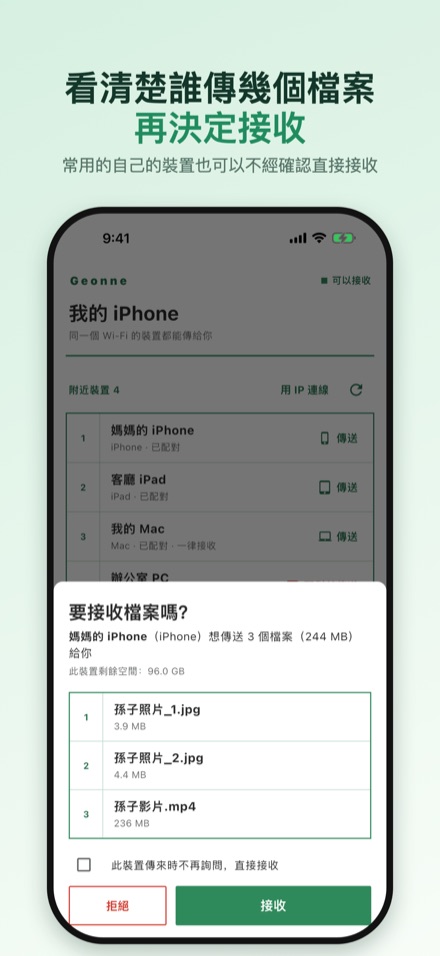 看清楚誰傳幾個檔案
再決定接收
常用的自己的裝置也可以不經確認直接接收
9:41
Geonne
可以接收
我的 iPhone
同一個 Wi-Fi 的裝置都能傳給你
附近裝置 4
用 IP 連線
1
媽媽的 iPhone
iPhone · 已配對
傳送
2
客廳 iPad
iPad · 已配對
傳送
3
我的 Mac
Mac · 已配對 · 一律接收
傳送
辦公室 PC
要接收檔案嗎?
媽媽的 iPhone（iPhone）想傳送 3 個檔案（244 MB）
給你
此裝置剩餘空間：96.0 GB
1
孫子照片_1.jpg
3.9 MB
2
孫子照片_2.jpg
4.4 MB
3
孫子影片.mp4
236 MB
此裝置傳來時不再詢問，直接接收
拒絕
接收